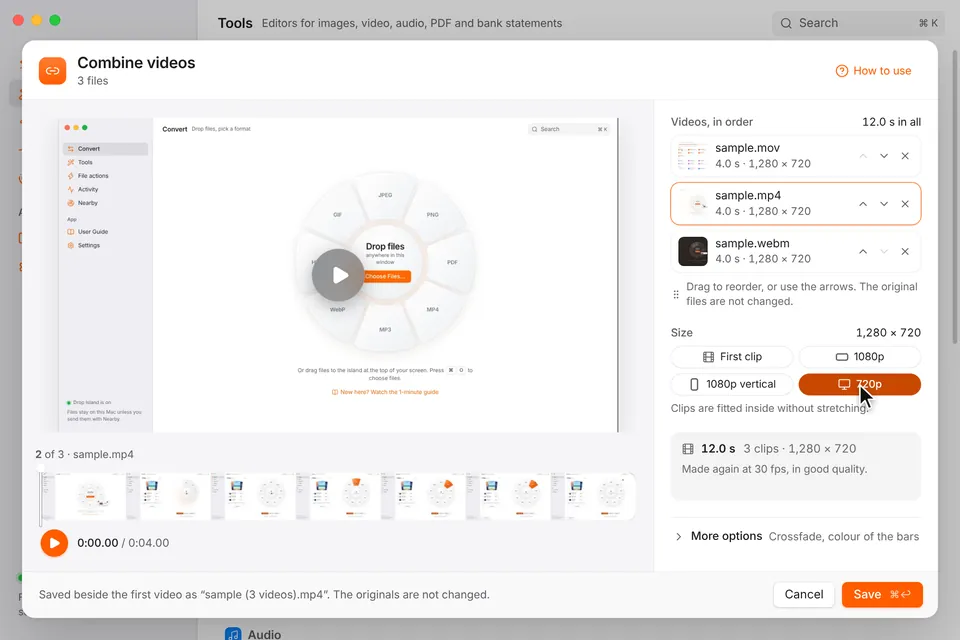 Tools Editors for images, video, audio, PDF and bank statements
Search ⌘ K
Combine videos
3 files
How to use
Convert
Tools
File actions
Activity
Nearby
App
User Guide
Settings
Drop Island is on
Files stay on this Mac unless you
send them with Nearby.
Convert Drop files, pick a format
Search ⌘ K
JPEG
GIF
PNG
Drop files
anywhere in this
window
Choose Files...
PDF
WebP
MP4
MP3
Or drag files to the island at the top of your screen. Press ⌘ O to
choose files.
New here? Watch the 1-minute guide
2 of 3 · sample.mp4
0:00.00 / 0:04.00
Videos, in order 12.0 s in all
sample.mov
4.0 s · 1,280 × 720
sample.mp4
4.0 s · 1,280 × 720
sample.webm
4.0 s · 1,280 × 720
Drag to reorder, or use the arrows. The original
files are not changed.
Size 1,280 × 720
First clip 1080p
1080p vertical 720p
Clips are fitted inside without stretching.
12.0 s 3 clips · 1,280 × 720
Made again at 30 fps, in good quality.
More options Crossfade, colour of the bars
Saved beside the first video as “sample (3 videos).mp4”. The originals are not changed.
Cancel
Save ⌘↩
Audio